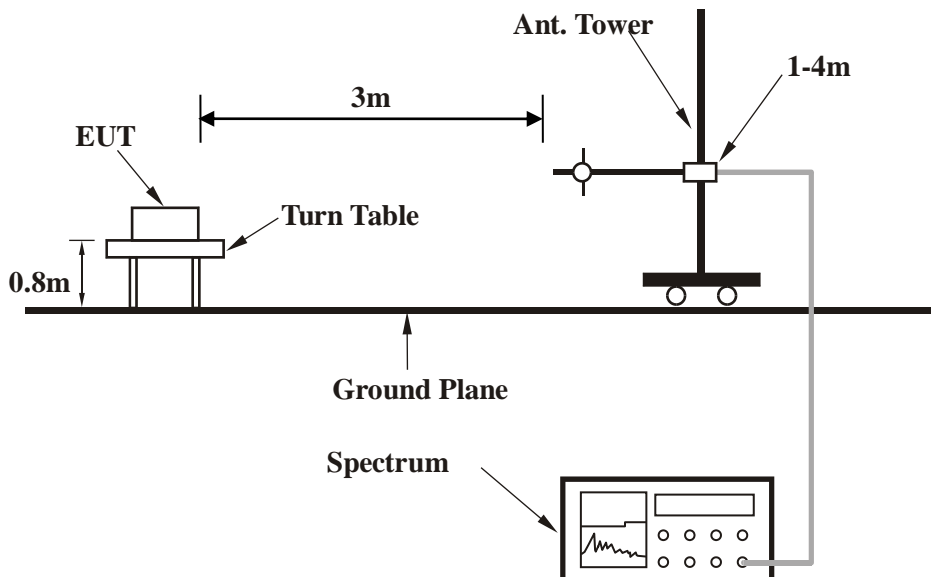 Ant. Tower
1-4m
3m
EUT
Turn Table
0.8m
Ground Plane
Spectrum